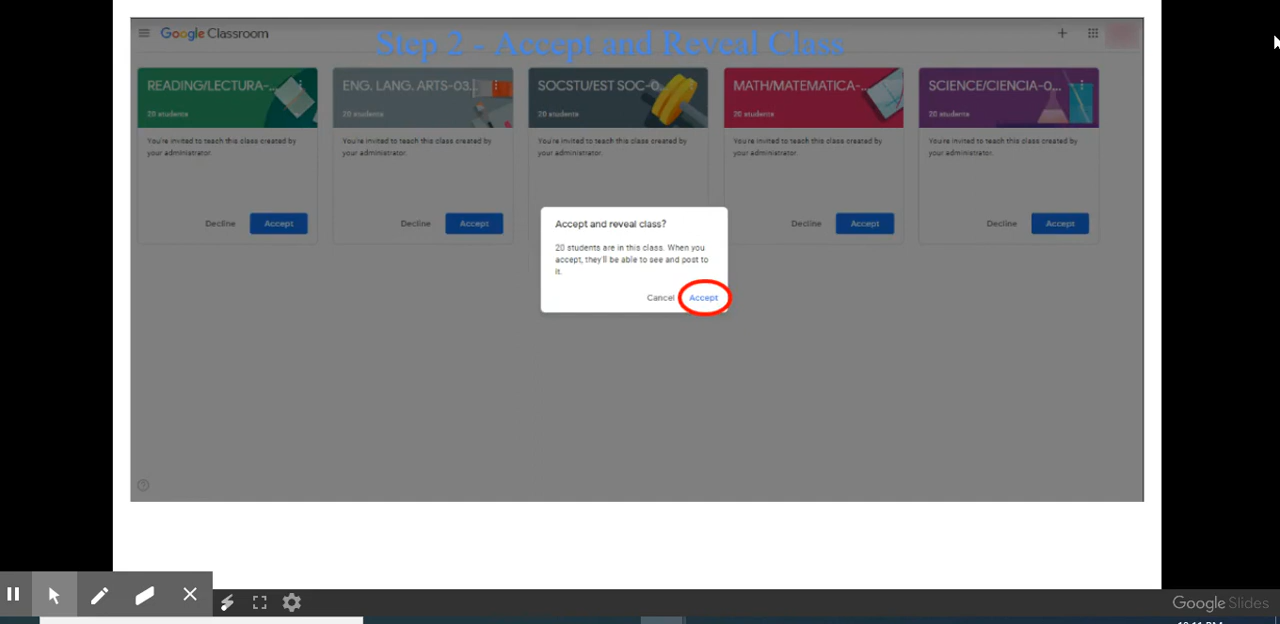 Google Classroom
Step 2 - Accept and Reveal Class
READING/LECTURA-...
20 students
You're invited to teach this class created by
your administrator.
Decline Accept
ENG. LANG. ARTS-03...
20 students
You're invited to teach this class created by
your administrator.
Decline Accept
SOCSTU/EST SOC-0...
20 students
You're invited to teach this class created by
your administrator.
MATH/MATEMATICA-...
20 students
You're invited to teach this class created by
your administrator.
Decline Accept
SCIENCE/CIENCIA-0...
20 students
You're invited to teach this class created by
your administrator.
Decline Accept
Accept and reveal class?
20 students are in this class. When you
accept, they'll be able to see and post to
it.
Cancel Accept
Google Slides